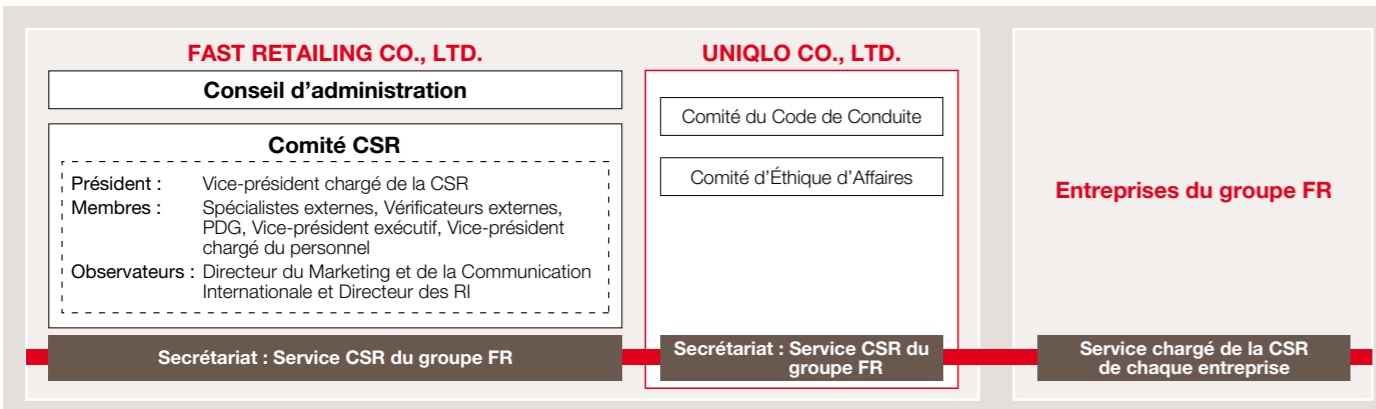 FAST RETAILING CO., LTD.
Conseil d'administration
Comité CSR
Président : Vice-président chargé de la CSR
Membres : Spécialistes externes, Vérificateurs externes,
PDG, Vice-président exécutif, Vice-président
chargé du personnel
Observateurs : Directeur du Marketing et de la Communication
Internationale et Directeur des RI
Secrétariat : Service CSR du groupe FR
UNIQLO CO., LTD.
Comité du Code de Conduite
Comité d'Éthique d'Affaires
Secrétariat : Service CSR du
groupe FR
Entreprises du groupe FR
Service chargé de la CSR
de chaque entreprise